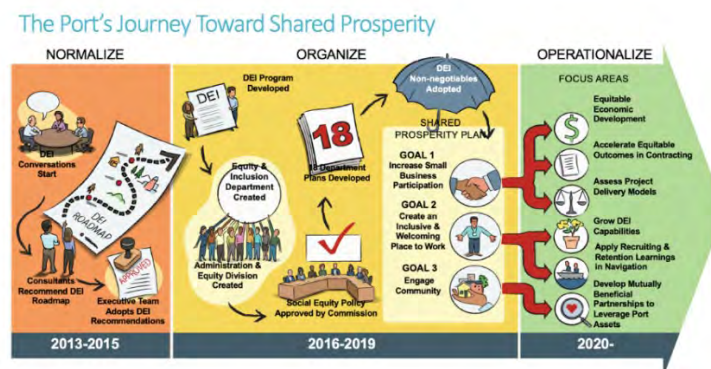 The Port's Journey Toward Shared Prosperity
NORMALIZE
DEI
Conversations
Start
DEI
ROADMAP
Consultants
Recommend DEI
Roadmap
APPROVED
Executive Team
Adopts DEI
Recommendations
2013-2015
ORGANIZE
DEI
DEI Program
Developed
Equity &
Inclusion
Department
Created
Administration &
Equity Division
Created
Social Equity Policy
Approved by Commission
18
18 Department
Plans Developed
DEI
Non-negotiables
Adopted
SHARED
PROSPERITY PLAN
GOAL 1
Increase Small
Business
Participation
GOAL 2
Create an
Inclusive &
Welcoming
Place to Work
GOAL 3
Engage
Community
2016-2019
OPERATIONALIZE
FOCUS AREAS
Equitable
Economic
Development
Accelerate Equitable
Outcomes in Contracting
Assess Project
Delivery Models
Grow DEI
Capabilities
Apply Recruiting &
Retention Learnings
in Navigation
Develop Mutually
Beneficial
Partnerships to
Leverage Port
Assets
2020-